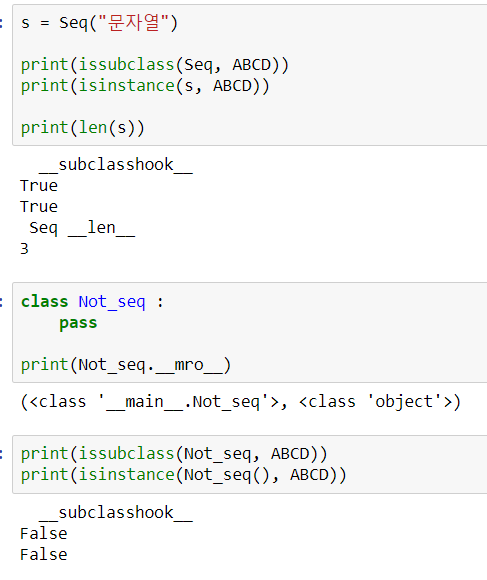 s = Seq("문자열")
print(issubclass(Seq, ABCD))
print(isinstance(s, ABCD))
print(len(s))
__subclasshook__
True
True
Seq __len__
3
class Not_seq :
pass
print(Not_seq.__mro__)
(<class '__main__.Not_seq'>, <class 'object'>)
print(issubclass(Not_seq, ABCD))
print(isinstance(Not_seq(), ABCD))
__subclasshook__
False
False